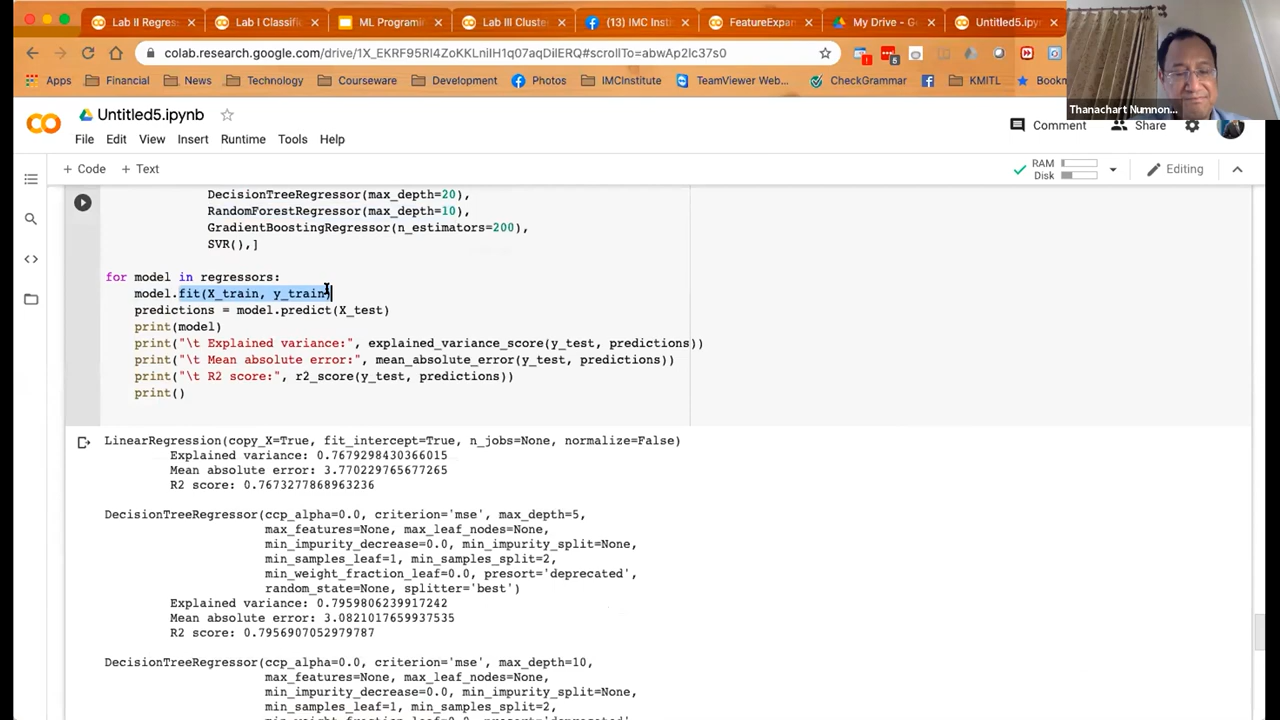 Lab II Regres:
Lab I Classifi
ML Programin
Lab III Cluste
(13) IMC Inst
FeatureExpan
My Drive - G
Untitled5.ipyn
colab.research.google.com/drive/1X_EKRF95Rl4ZoKKLnilH1q07aqDilERQ#scrollTo=abwAp2Ic37s0
Apps
Financial
News
Technology
Courseware
Development
Photos
IMCInstitute
TeamViewer Web...
CheckGrammar
KMITL
Bookm
Thanachart Numnon...
Untitled5.ipynb
File Edit View Insert Runtime Tools Help
Comment
Share
+ Code + Text
RAM
Disk
Editing
DecisionTreeRegressor(max_depth=20),
RandomForestRegressor(max_depth=10),
GradientBoostingRegressor(n_estimators=200),
SVR(),]
for model in regressors:
model.fit(X_train, y_train)
predictions = model.predict(X_test)
print(model)
print("\t Explained variance:", explained_variance_score(y_test, predictions))
print("\t Mean absolute error:", mean_absolute_error(y_test, predictions))
print("\t R2 score:", r2_score(y_test, predictions))
print()
LinearRegression(copy_X=True, fit_intercept=True, n_jobs=None, normalize=False)
Explained variance: 0.7679298430366015
Mean absolute error: 3.770229765677265
R2 score: 0.7673277868963236
DecisionTreeRegressor(ccp_alpha=0.0, criterion='mse', max_depth=5,
max_features=None, max_leaf_nodes=None,
min_impurity_decrease=0.0, min_impurity_split=None,
min_samples_leaf=1, min_samples_split=2,
min_weight_fraction_leaf=0.0, presort='deprecated',
random_state=None, splitter='best')
Explained variance: 0.7959806239917242
Mean absolute error: 3.0821017659937535
R2 score: 0.7956907052979787
DecisionTreeRegressor(ccp_alpha=0.0, criterion='mse', max_depth=10,
max_features=None, max_leaf_nodes=None,
min_impurity_decrease=0.0, min_impurity_split=None,
min_samples_leaf=1, min_samples_split=2,